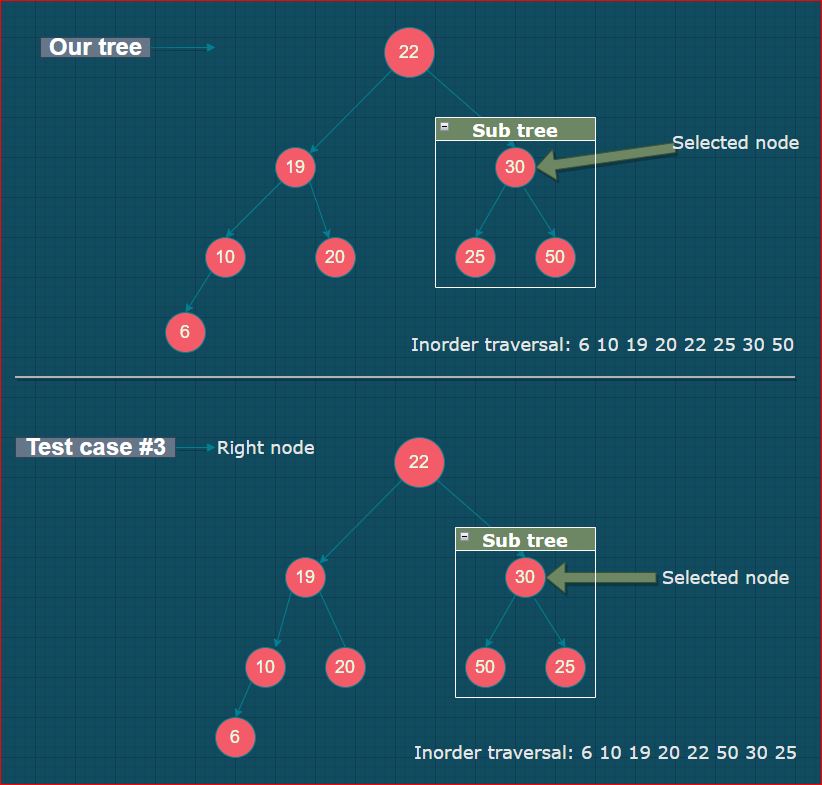 Our tree
22
Sub tree
Selected node
19
30
10
20
25
50
6
Inorder traversal: 6 10 19 20 22 25 30 50
Test case #3
Right node
22
Sub tree
19
30
Selected node
10
20
50
25
6
Inorder traversal: 6 10 19 20 22 50 30 25